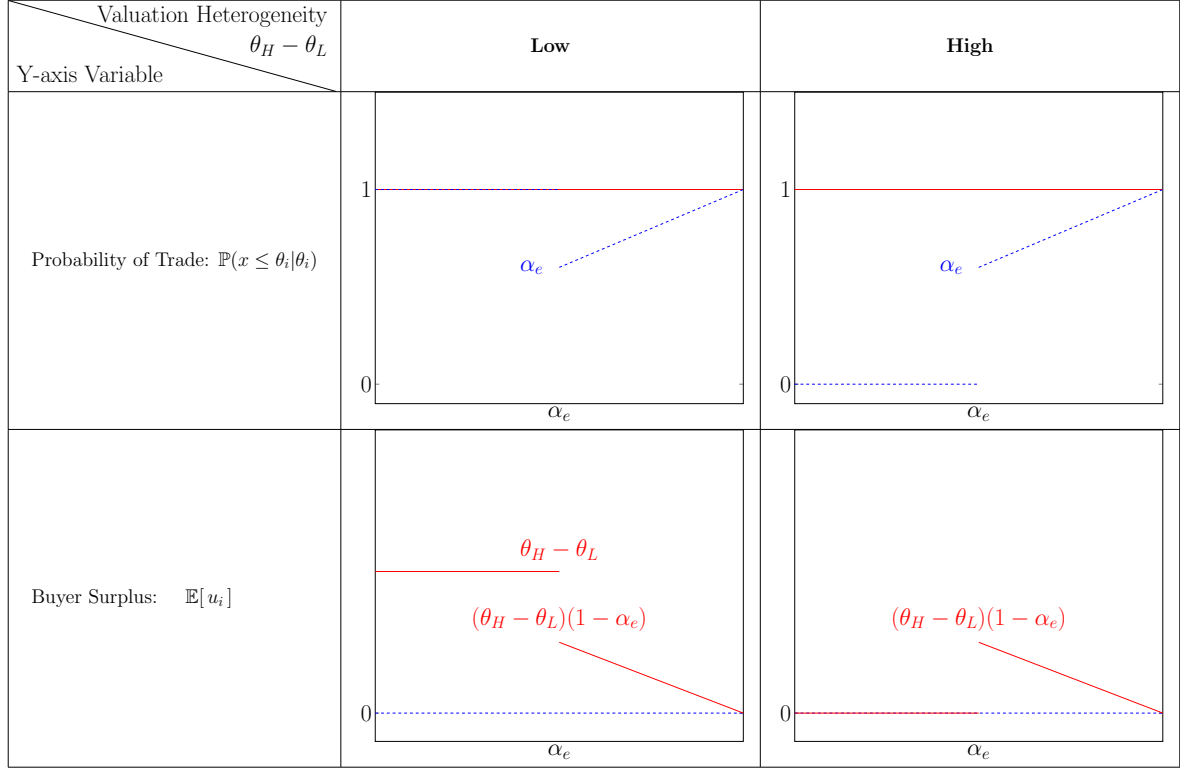 Valuation Heterogeneity
θ_H − θ_L
Y-axis Variable
Low
High
Probability of Trade: ℙ(x ≤ θ_i|θ_i)
1
α_e
0
α_e
1
α_e
0
α_e
Buyer Surplus: 𝔼[u_i]
θ_H − θ_L
(θ_H − θ_L)(1 − α_e)
0
α_e
(θ_H − θ_L)(1 − α_e)
0
α_e